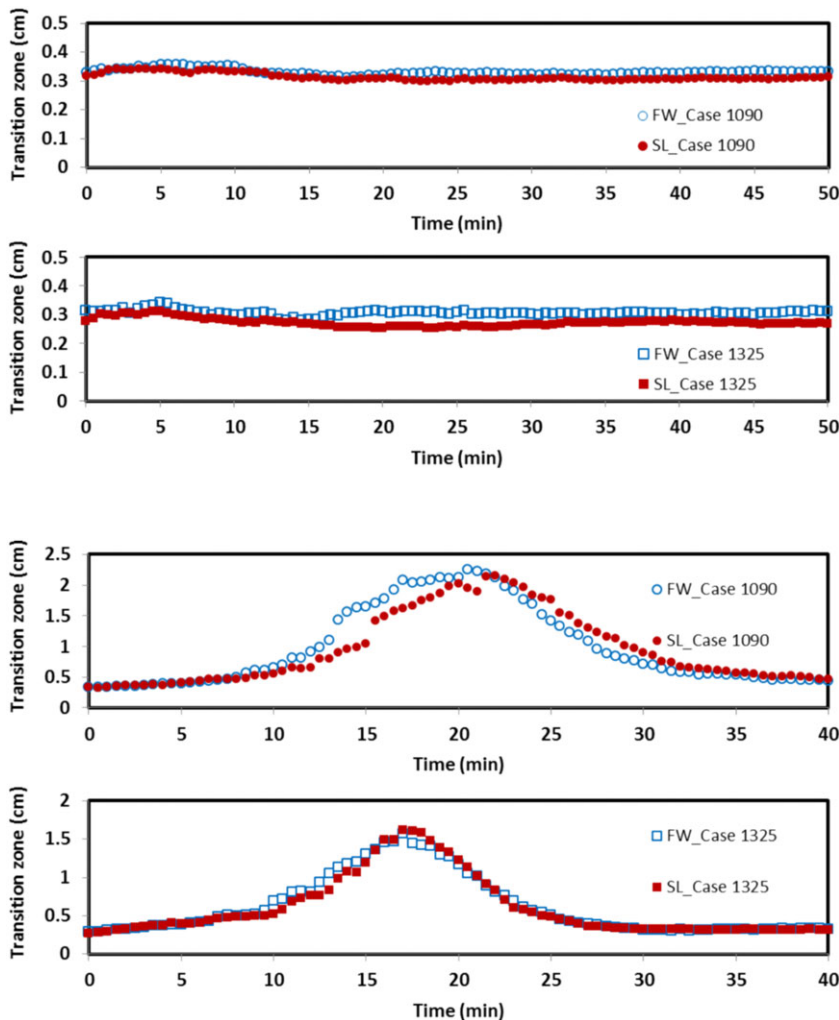 Transition zone (cm)
0.5
0.4
0.3
0.2
0.1
0
FW_Case 1090
SL_Case 1090
0 5 10 15 20 25 30 35 40 45 50
Time (min)
Transition zone (cm)
0.5
0.4
0.3
0.2
0.1
0
FW_Case 1325
SL_Case 1325
0 5 10 15 20 25 30 35 40 45 50
Time (min)
Transition zone (cm)
2.5
2
1.5
1
0.5
0
FW_Case 1090
SL_Case 1090
0 5 10 15 20 25 30 35 40
Time (min)
Transition zone (cm)
2
1.5
1
0.5
0
FW_Case 1325
SL_Case 1325
0 5 10 15 20 25 30 35 40
Time (min)